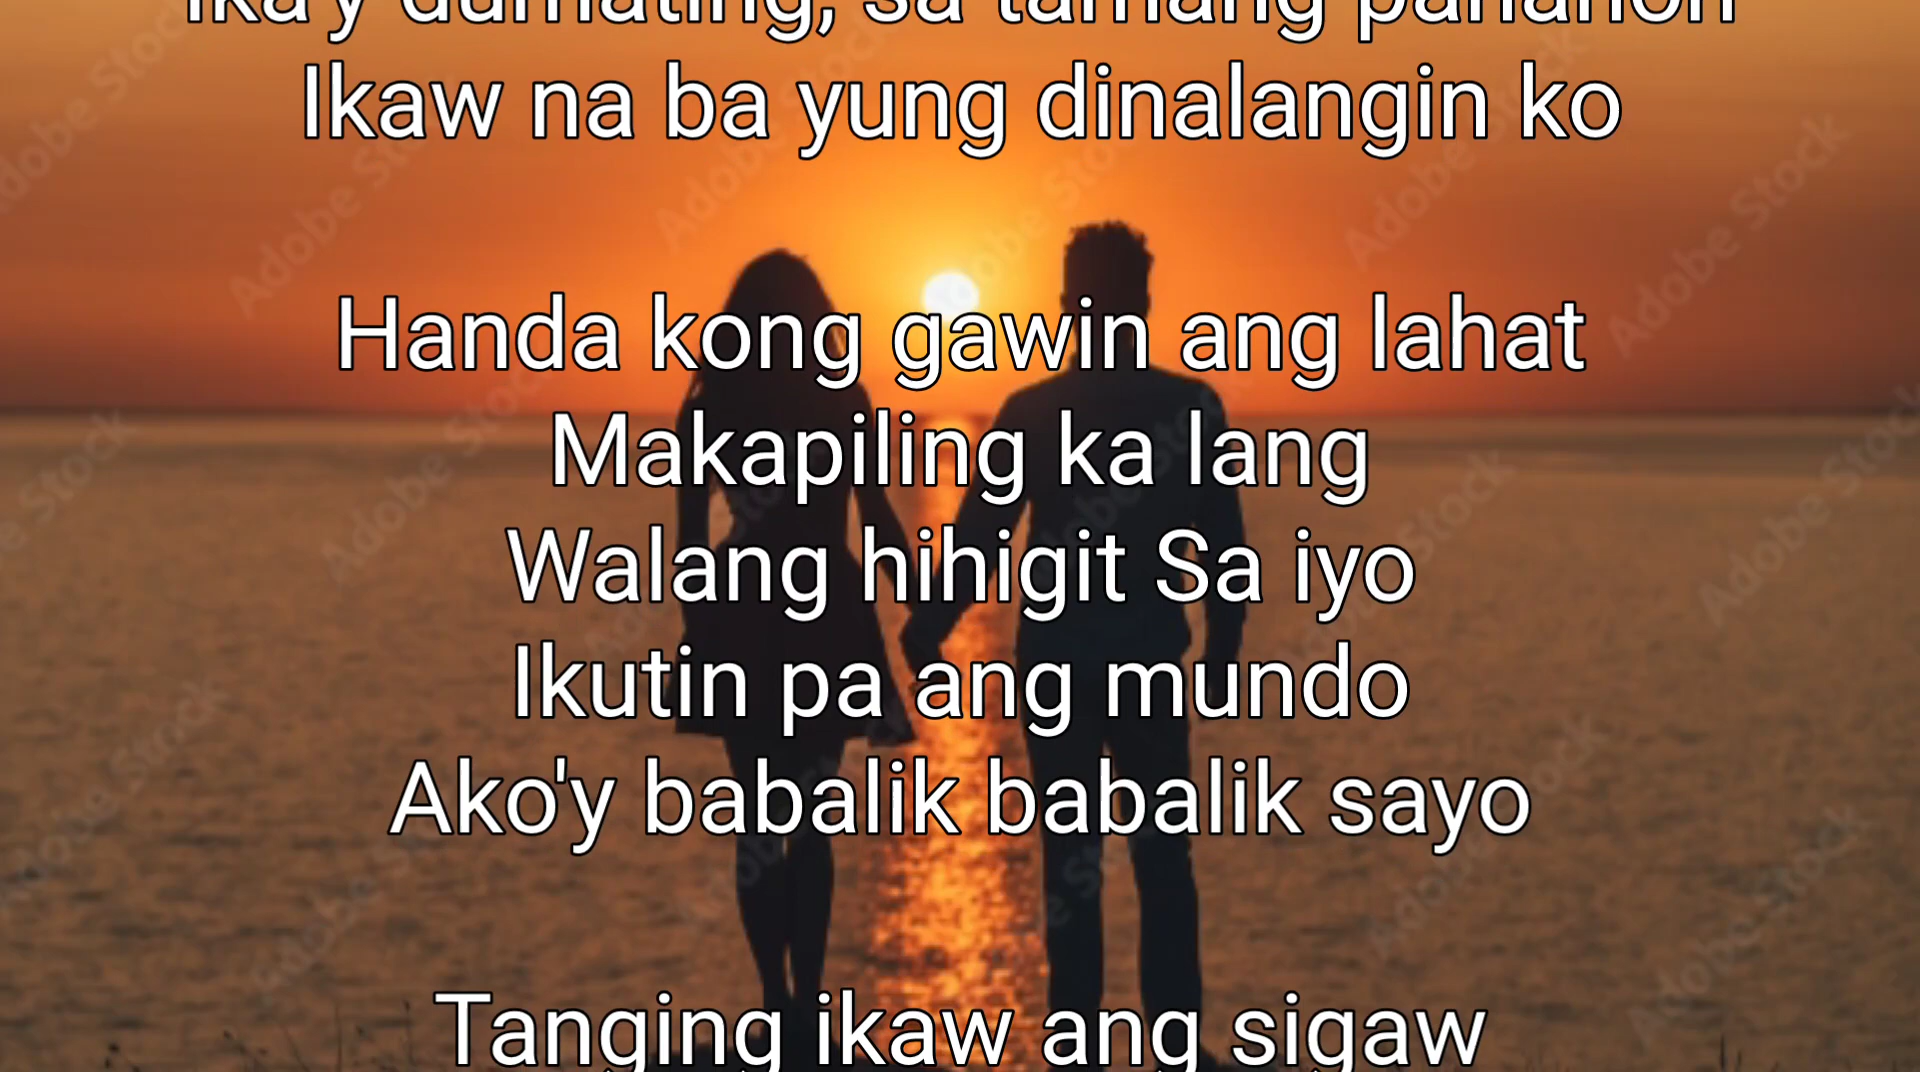 Ika'y dumating, sa tamang panahon
Ikaw na ba yung dinalangin ko
Handa kong gawin ang lahat
Makapiling ka lang
Walang hihigit Sa iyo
Ikutin pa ang mundo
Ako'y babalik babalik sayo
Tanging ikaw ang sigaw
Adobe Stock